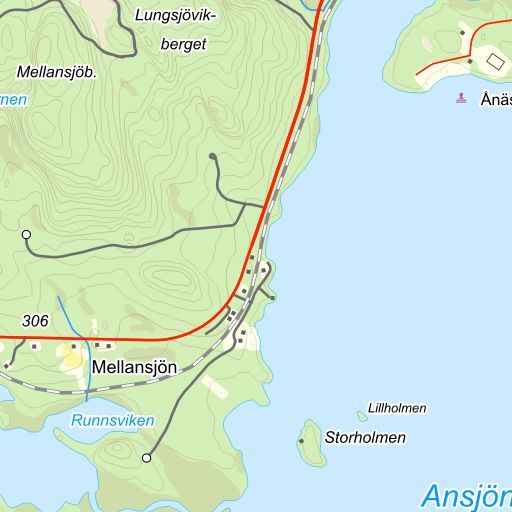 Lungsjövik-
berget
Mellansjöb.
Ånäs
306
Mellansjön
Runnsviken
Lillholmen
Storholmen
Ansjön